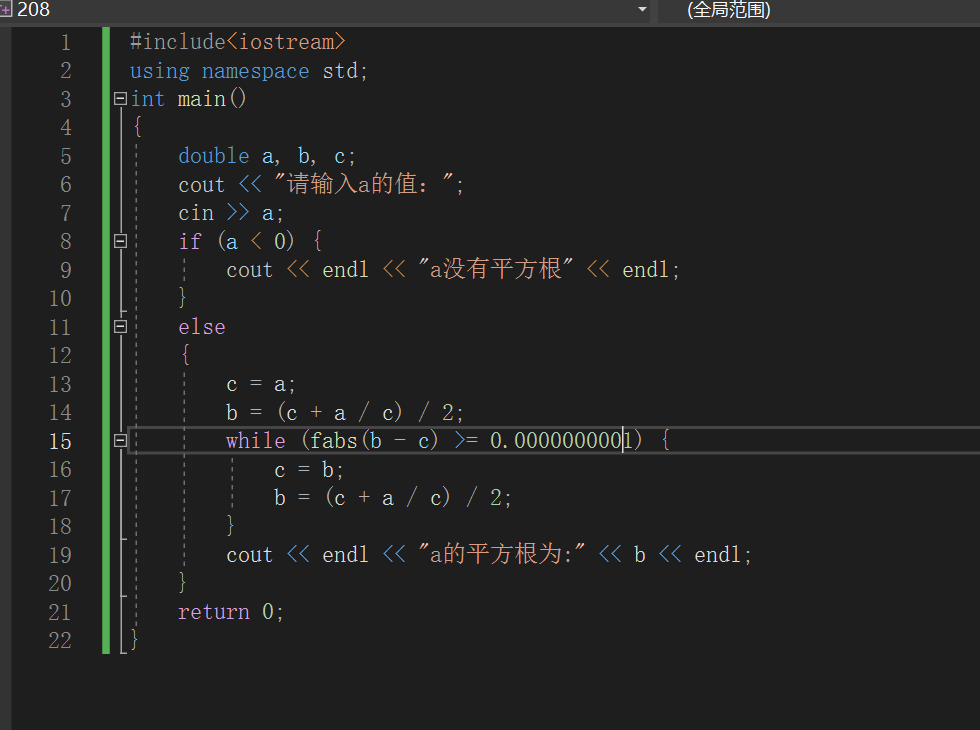 208 (全局范围)
1 #include<iostream>
2 using namespace std;
3 int main()
4 {
5 double a, b, c;
6 cout << "请输入a的值：";
7 cin >> a;
8 if (a < 0) {
9 cout << endl << "a没有平方根" << endl;
10 }
11 else
12 {
13 c = a;
14 b = (c + a / c) / 2;
15 while (fabs(b - c) >= 0.0000000001) {
16 c = b;
17 b = (c + a / c) / 2;
18 }
19 cout << endl << "a的平方根为:" << b << endl;
20 }
21 return 0;
22 }